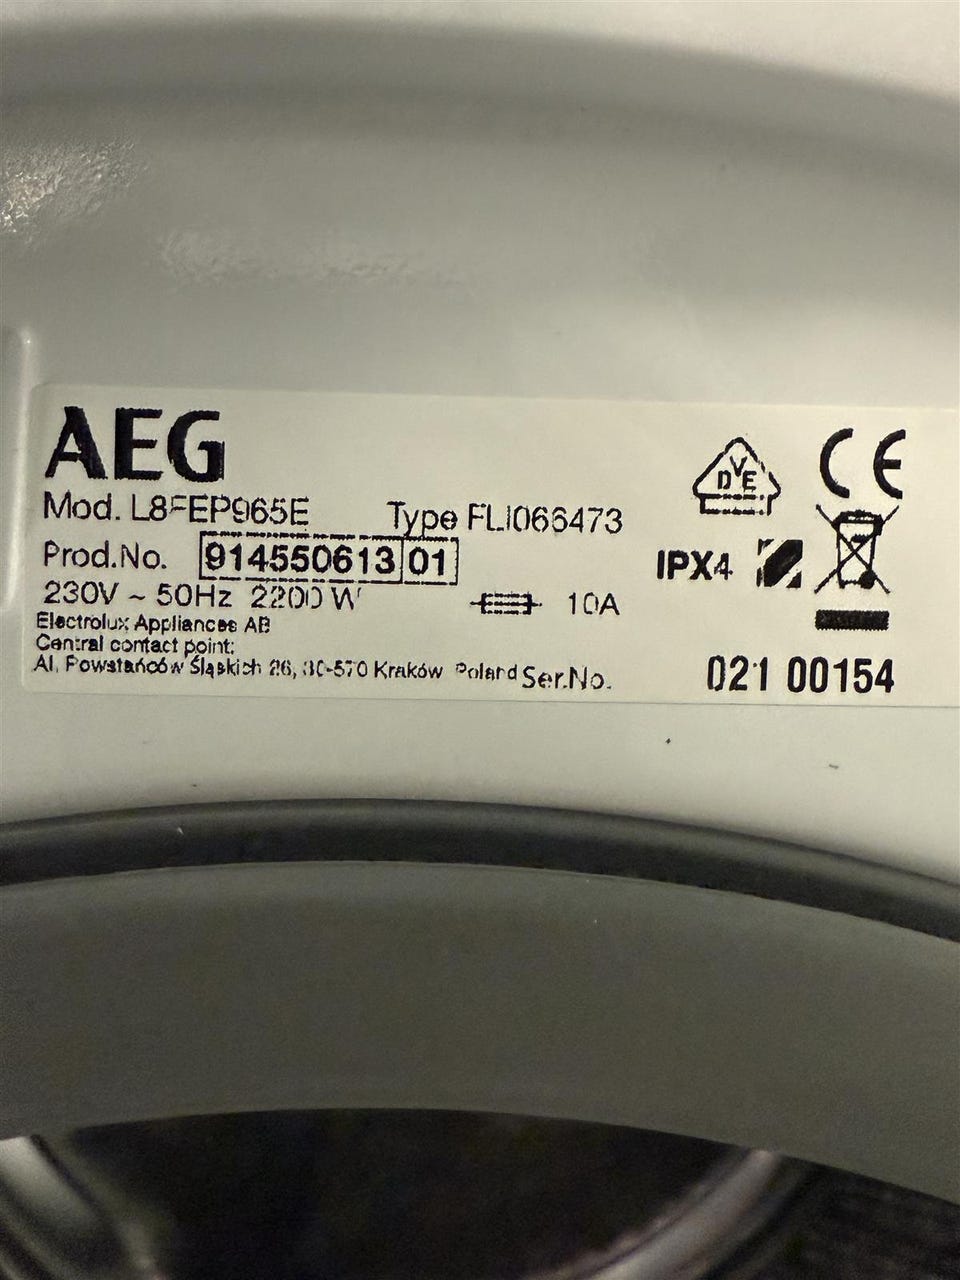 AEG
Mod. L8FEP965E Type FLI066473
Prod.No. 914550613 01
230V ~ 50Hz 2200 W 10A
Electrolux Appliances AB
Central contact point:
Al. Powstańców Śląskich 26, 30-570 Kraków Poland Ser.No. 021 00154
DVE
CE
IPX4